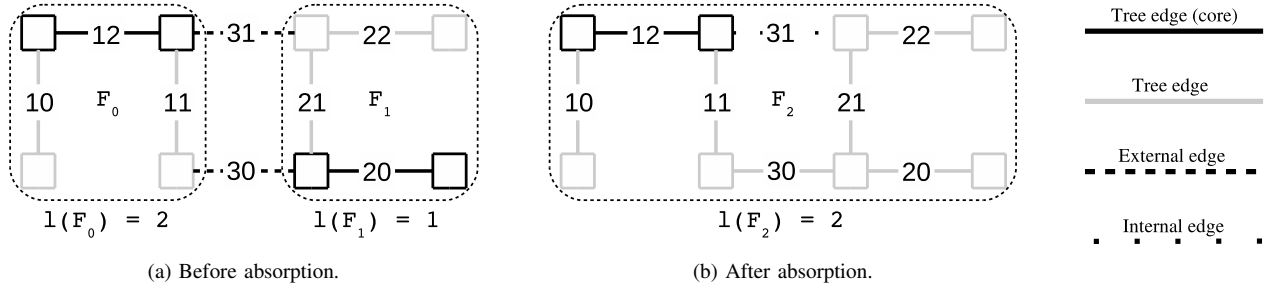 12 31 22
10 F0 11 21 F1
30 20
l(F0) = 2 l(F1) = 1
(a) Before absorption.
12 31 22
10 11 F2 21
30 20
l(F2) = 2
(b) After absorption.
Tree edge (core)
Tree edge
External edge
Internal edge